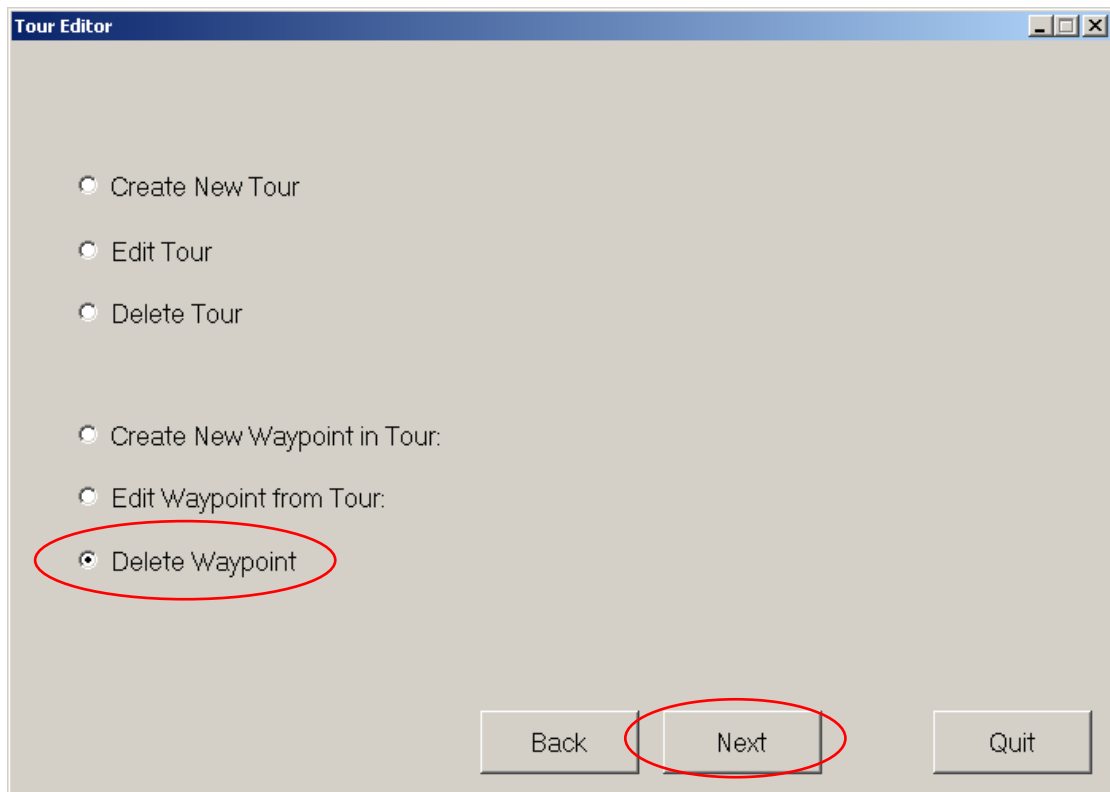 Tour Editor
Create New Tour
Edit Tour
Delete Tour
Create New Waypoint in Tour:
Edit Waypoint from Tour:
Delete Waypoint
Back Next Quit